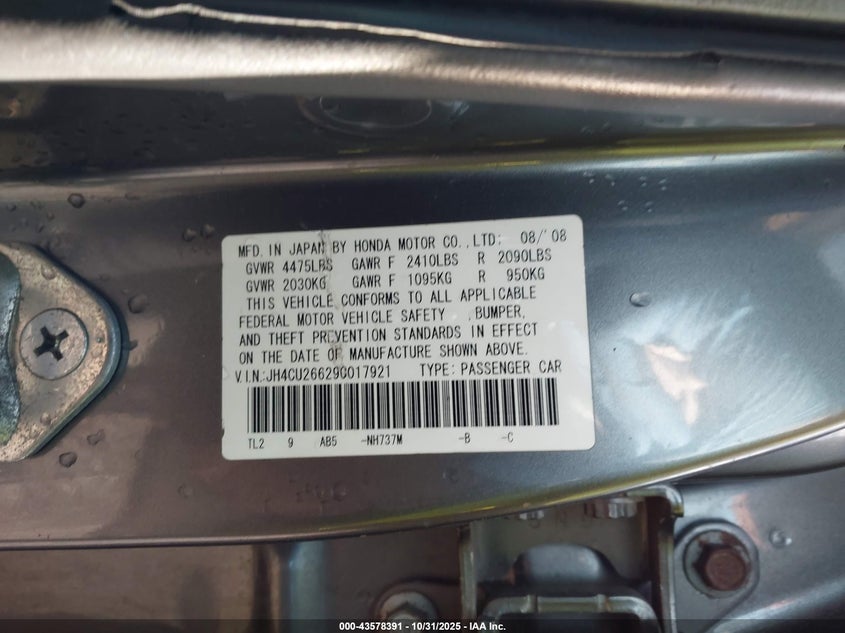 MFD. IN JAPAN BY HONDA MOTOR CO., LTD. 08/'08
GVWR 4475LBS GAWR F 2410LBS R 2090LBS
GVWR 2030KG GAWR F 1095KG R 950KG
THIS VEHICLE CONFORMS TO ALL APPLICABLE
FEDERAL MOTOR VEHICLE SAFETY , BUMPER,
AND THEFT PREVENTION STANDARDS IN EFFECT
ON THE DATE OF MANUFACTURE SHOWN ABOVE.
V.I.N.:JH4CU26629C017921 TYPE: PASSENGER CAR
TL2 9 AB5 -NH737M -B -C
000-43578391 - 10/31/2025 - IAA, Inc.